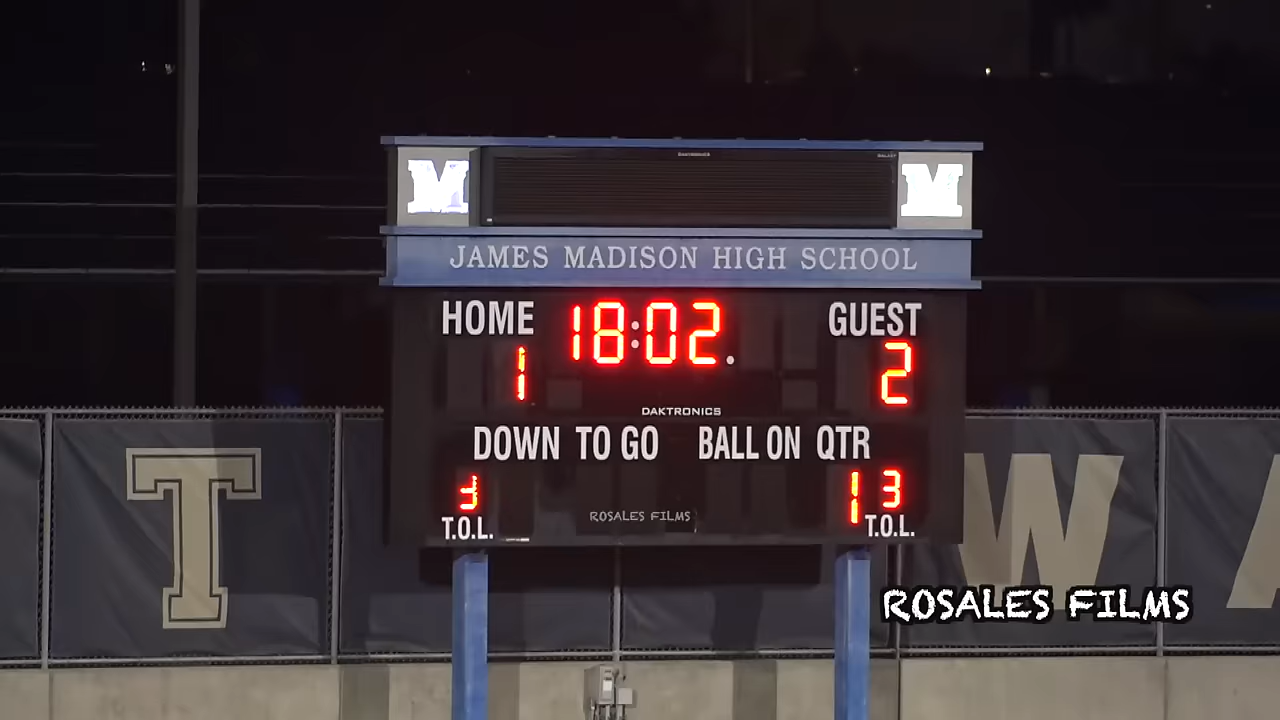 DAKTRONICS
M M
JAMES MADISON HIGH SCHOOL
HOME 18:02. GUEST
1 2
DAKTRONICS
DOWN TO GO BALL ON QTR
1 3
T.O.L. T.O.L.
ROSALES FILMS
T W
ROSALES FILMS